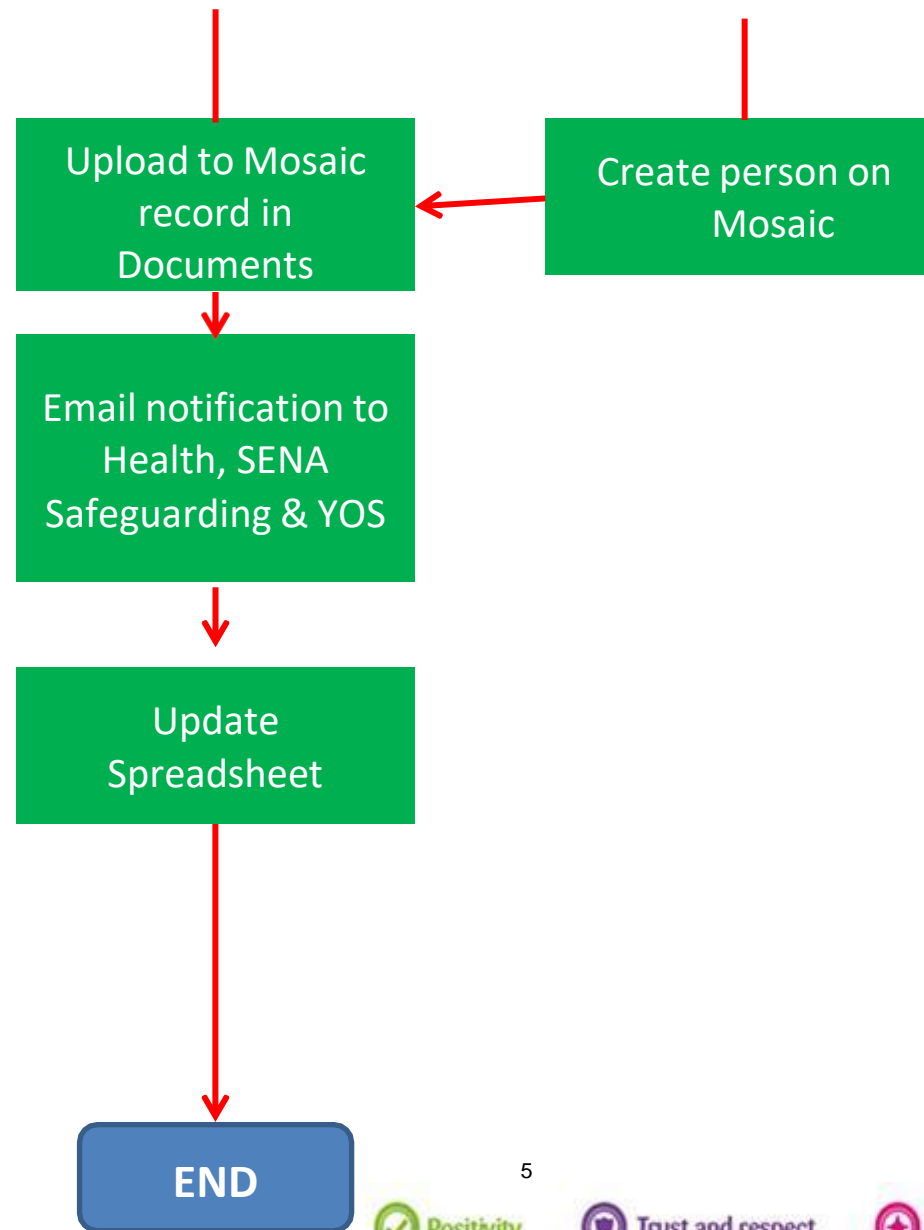 Upload to Mosaic
record in
Documents
Create person on
Mosaic
Email notification to
Health, SENA
Safeguarding & YOS
Update
Spreadsheet
END
5
Positivity
Trust and respect